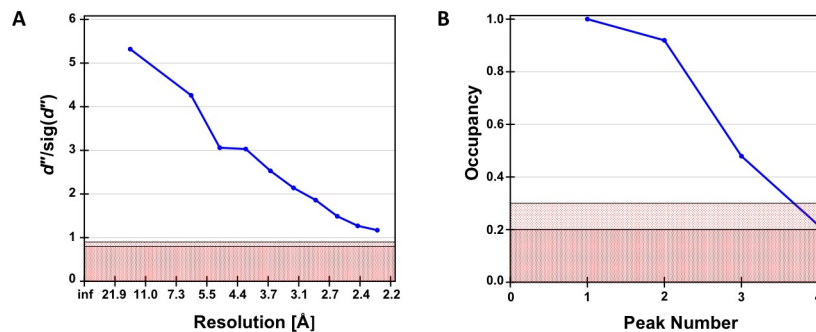 A
d''/sig(d'')
6
5
4
3
2
1
0
inf 21.9 11.0 7.3 5.5 4.4 3.7 3.1 2.7 2.4 2.2
Resolution [Å]
B
Occupancy
1.0
0.8
0.6
0.4
0.2
0.0
0 1 2 3
Peak Number